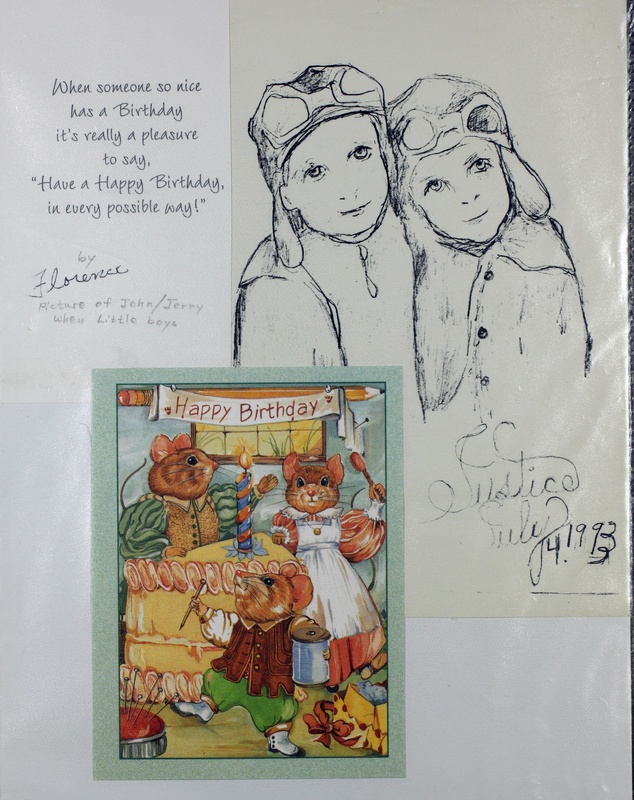 When someone so nice
has a Birthday
it's really a pleasure
to say,
"Have a Happy Birthday,
in every possible way!"
by
Florence
Picture of John/Jerry
when Little boys
Happy Birthday
Justice
July
14.1993